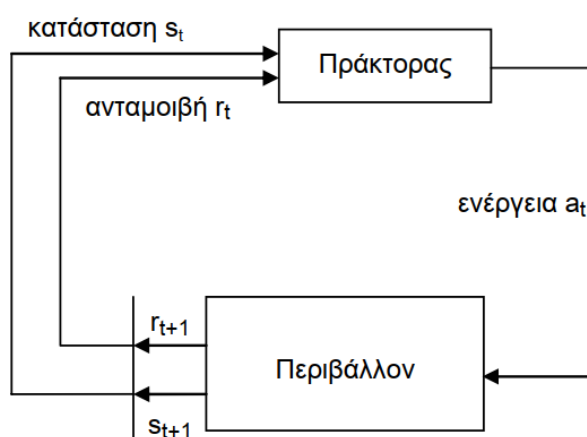 κατάσταση sₜ
Πράκτορας
ανταμοιβή rₜ
ενέργεια aₜ
rₜ₊₁
Περιβάλλον
sₜ₊₁